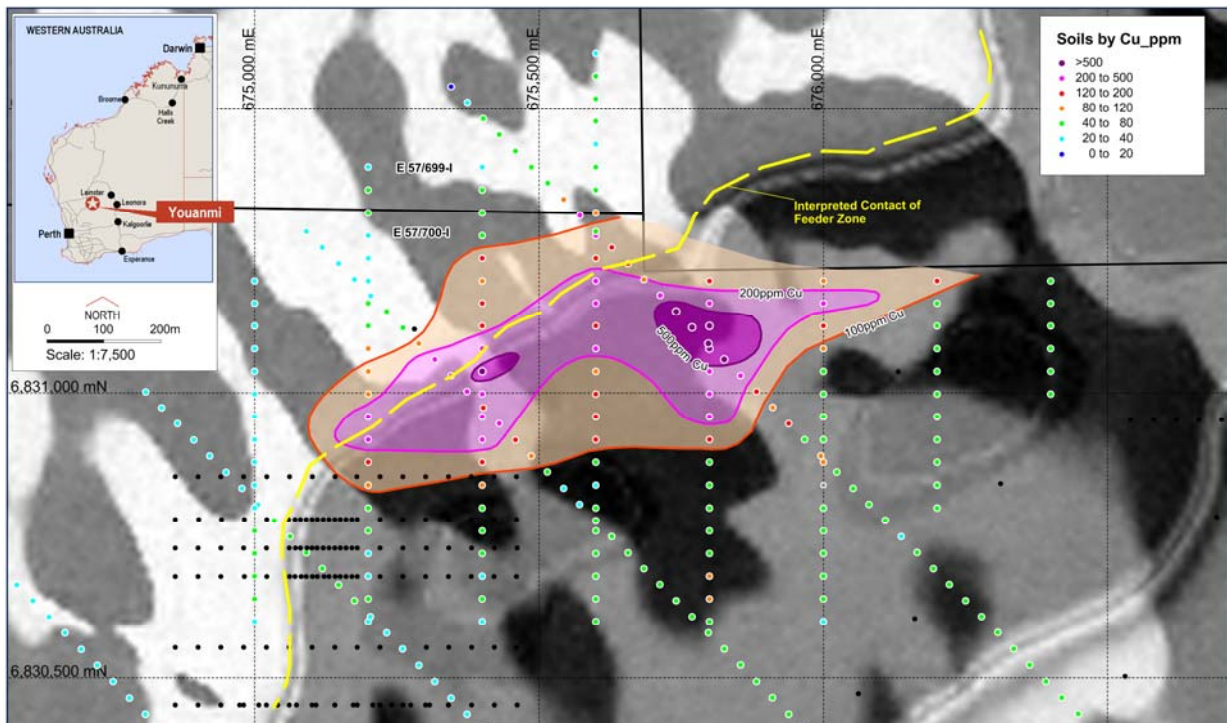 WESTERN AUSTRALIA
Darwin
Kununurra
Broome
Halls
Creek
Leinster
Leonora
Youanmi
Kalgoorlie
Perth
Esperance
NORTH
0 100 200m
Scale: 1:7,500
675,000 mE
675,500 mE
676,000 mE
Soils by Cu_ppm
>500
200 to 500
120 to 200
80 to 120
40 to 80
20 to 40
0 to 20
E 57/699-I
E 57/700-I
Interpreted Contact of
Feeder Zone
200ppm Cu
100ppm Cu
500ppm Cu
6,831,000 mN
6,830,500 mN